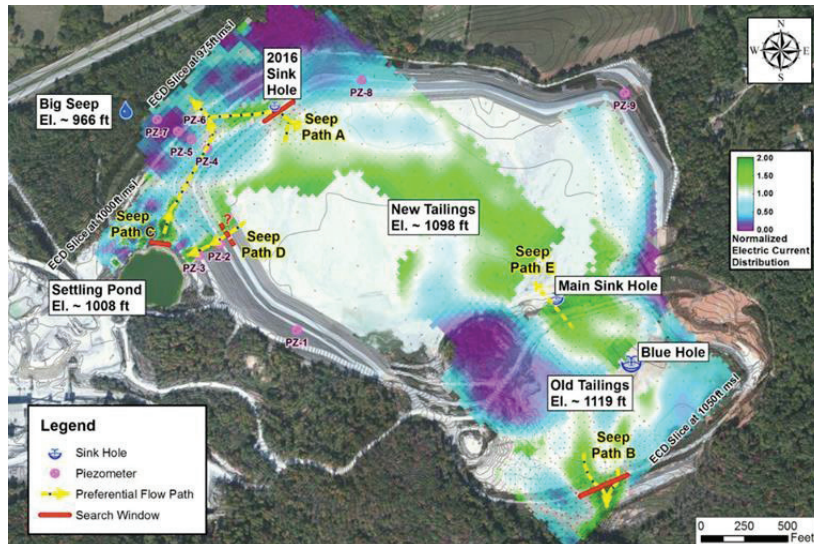 N
W
E
S
ECD Slice at 975ft msl
2016
Sink
Hole
PZ-8
PZ-9
Big Seep
El. ~ 966 ft
PZ-6
PZ-7
PZ-5
PZ-4
Seep
Path A
2.00
1.50
1.00
0.50
0.00
Normalized
Electric Current
Distribution
New Tailings
El. ~ 1098 ft
ECD Slice at 1000ft msl
Seep
Path C
?
Seep
Path D
PZ-2
PZ-3
Seep
Path E
Main Sink Hole
Settling Pond
El. ~ 1008 ft
PZ-1
Blue Hole
Old Tailings
El. ~ 1119 ft
ECD Slice at 1050ft msl
Seep
Path B
Legend
Sink Hole
Piezometer
Preferential Flow Path
Search Window
0 250 500
Feet